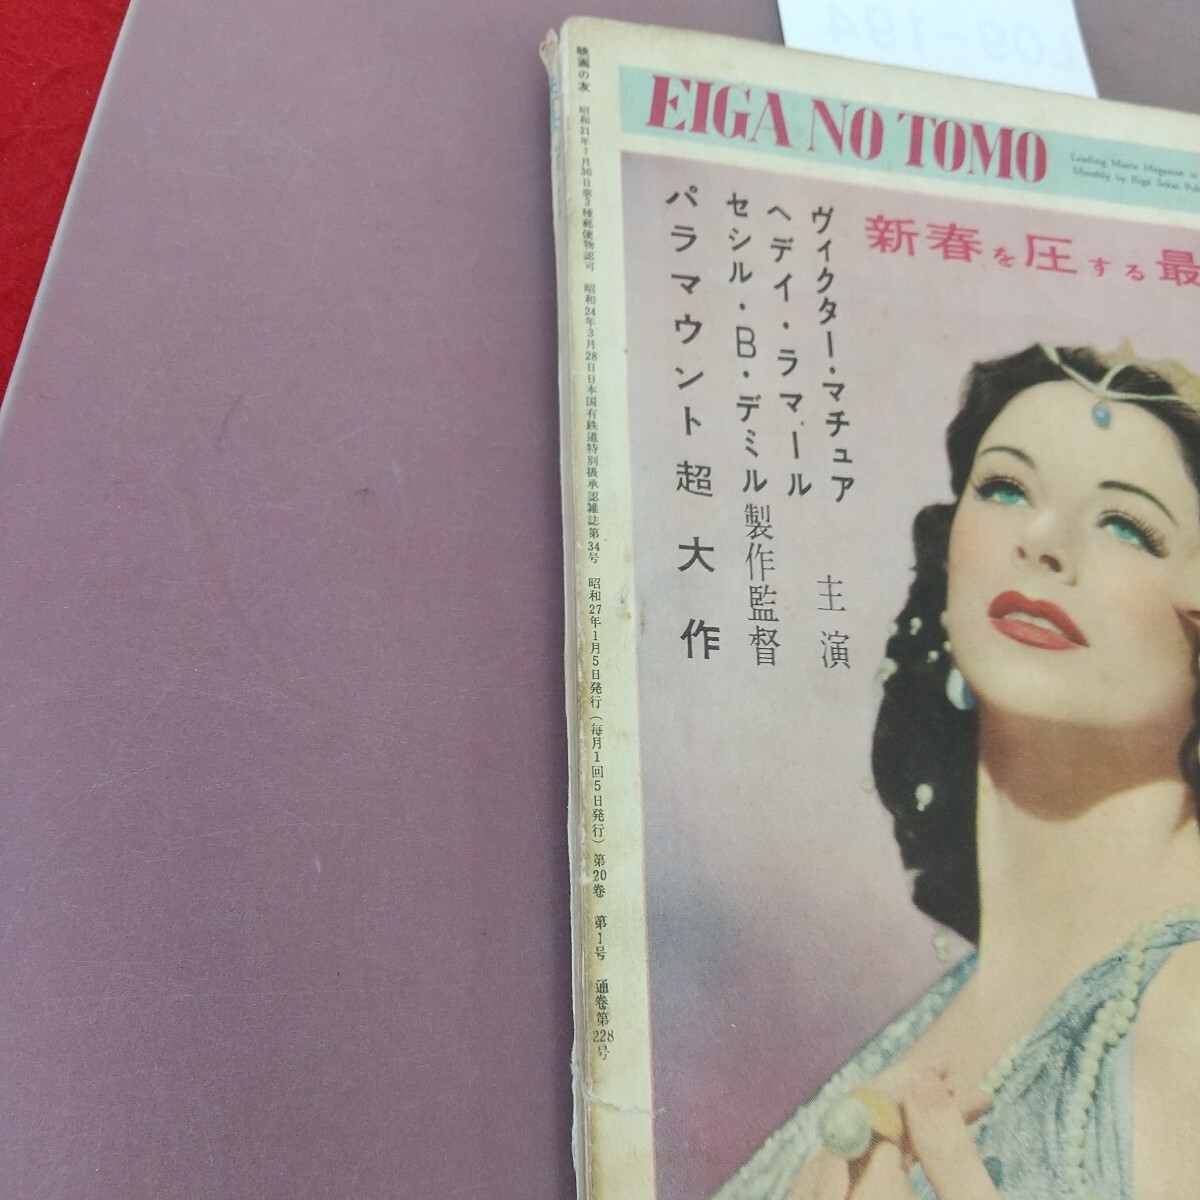 EIGA NO TOMO
Leading Movie Magazine in
Monthly by Eiga Sekai Pub
新春を圧する最
ヴィクター・マチュア 主演
ヘデイ・ラマール
セシル・B・デミル製作監督
パラマウント超大作
映画の友 昭和21年7月30日第3種郵便物認可 昭和24年3月28日日本国有鉄道特別扱承認雑誌第34号 昭和27年1月5日発行(毎月1回5日発行)第20巻 第1号 通巻第228号
L09-194